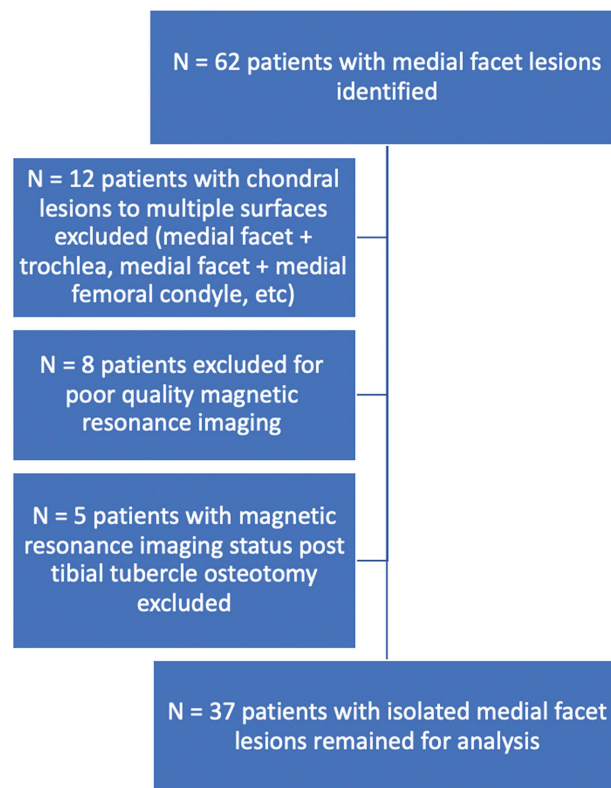 N = 62 patients with medial facet lesions
identified
N = 12 patients with chondral
lesions to multiple surfaces
excluded (medial facet +
trochlea, medial facet + medial
femoral condyle, etc)
N = 8 patients excluded for
poor quality magnetic
resonance imaging
N = 5 patients with magnetic
resonance imaging status post
tibial tubercle osteotomy
excluded
N = 37 patients with isolated medial facet
lesions remained for analysis